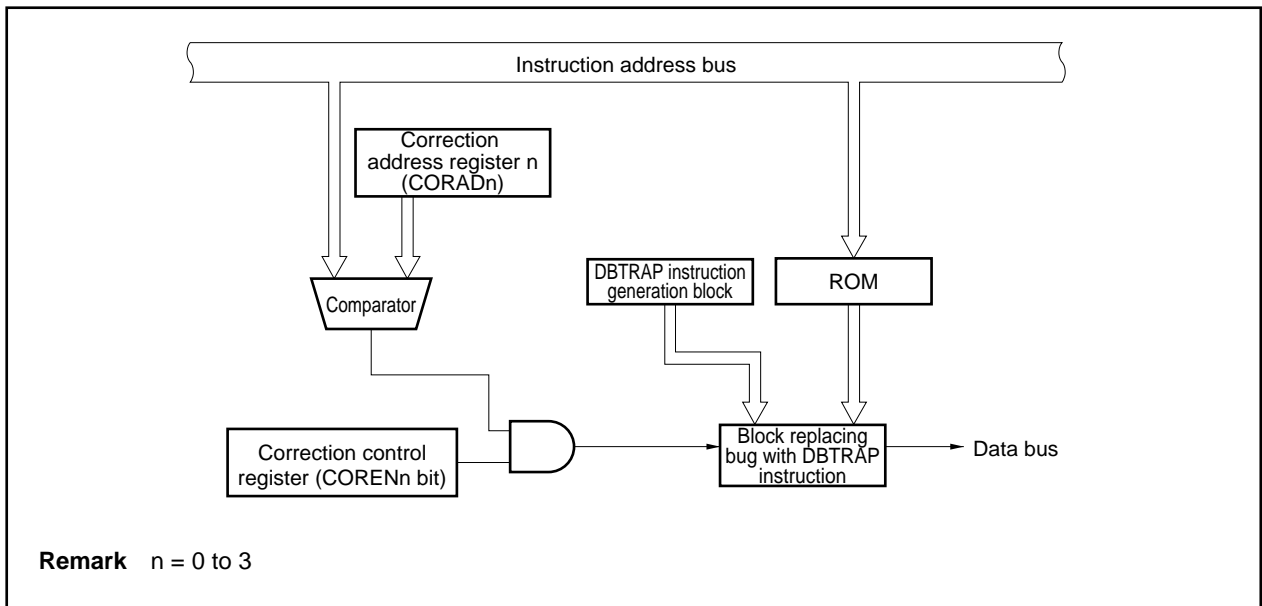 Instruction address bus
Correction
address register n
(CORADn)
Comparator
DBTRAP instruction
generation block
ROM
Correction control
register (CORENn bit)
Block replacing
bug with DBTRAP
instruction
Data bus
Remark n = 0 to 3